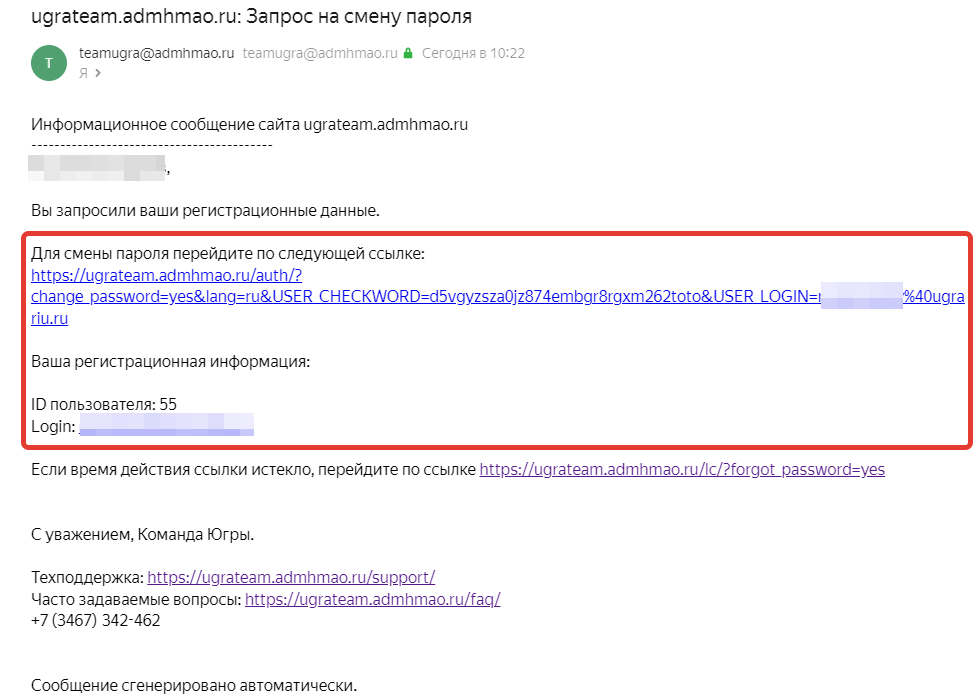 ugrateam.admhmao.ru: Запрос на смену пароля
T
teamugra@admhmao.ru teamugra@admhmao.ru Сегодня в 10:22
Я >
Информационное сообщение сайта ugrateam.admhmao.ru
------------------------------------------
,
Вы запросили ваши регистрационные данные.
Для смены пароля перейдите по следующей ссылке:
https://ugrateam.admhmao.ru/auth/?
change_password=yes&lang=ru&USER_CHECKWORD=d5vgyzsza0jz874embgr8rgxm262toto&USER_LOGIN= %40ugra
riu.ru
Ваша регистрационная информация:
ID пользователя: 55
Login:
Если время действия ссылки истекло, перейдите по ссылке https://ugrateam.admhmao.ru/lc/?forgot_password=yes
С уважением, Команда Югры.
Техподдержка: https://ugrateam.admhmao.ru/support/
Часто задаваемые вопросы: https://ugrateam.admhmao.ru/faq/
+7 (3467) 342-462
Сообщение сгенерировано автоматически.